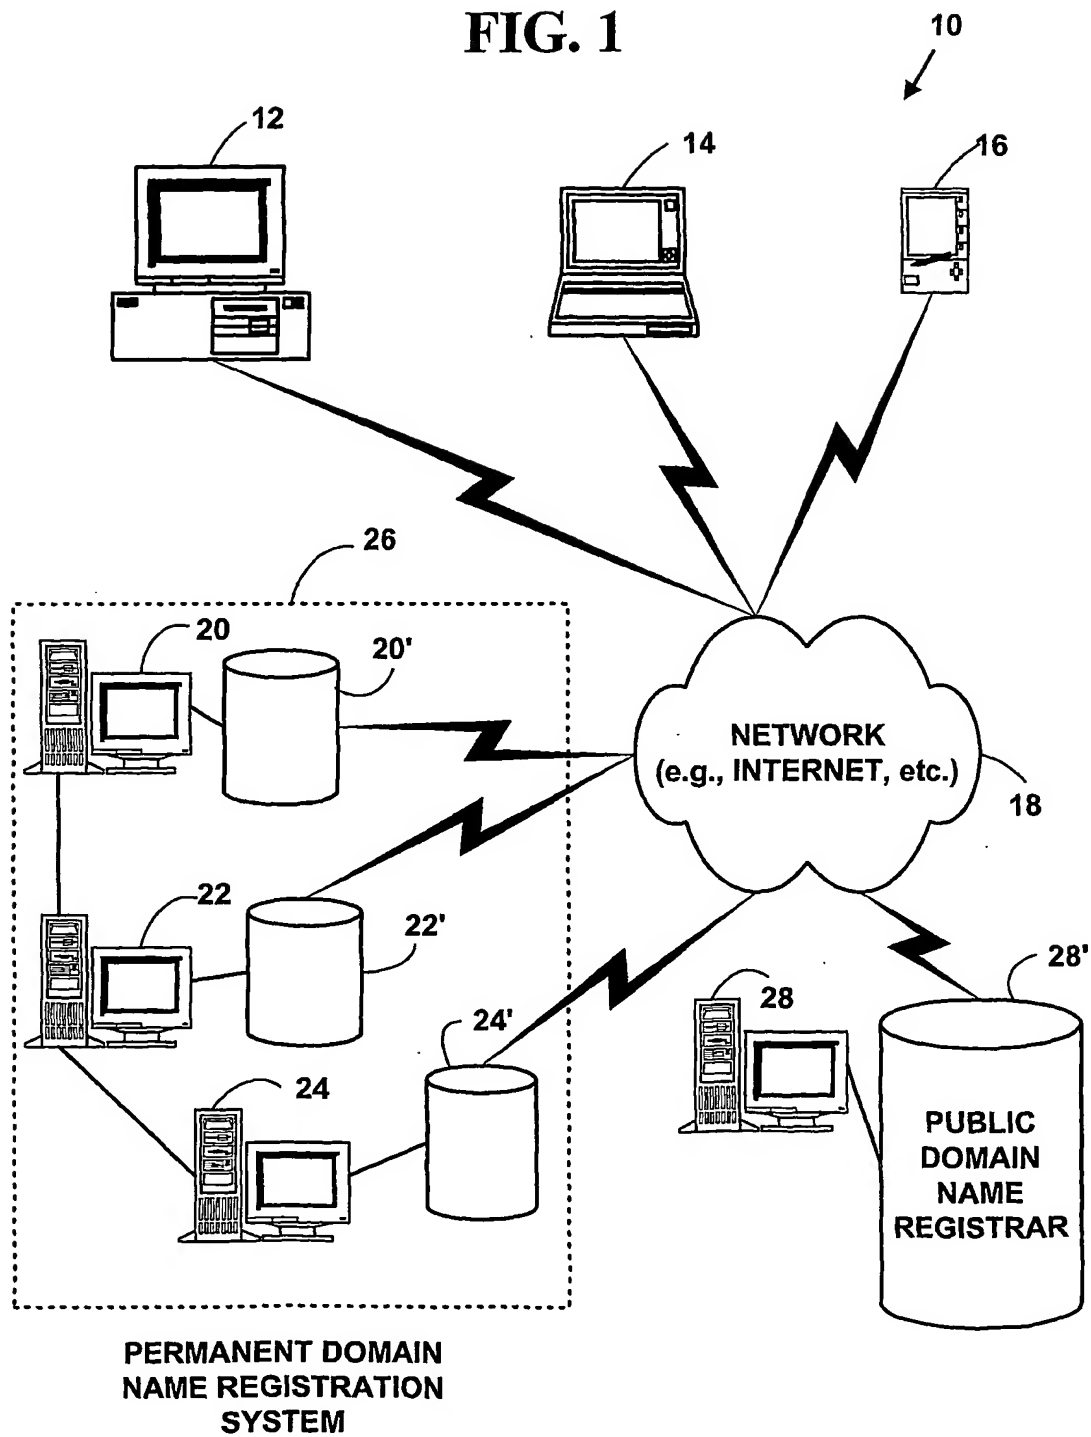 FIG. 1
10
12
14
16
26
20
20'
NETWORK
(e.g., INTERNET, etc.)
18
22
22'
28'
28
24'
24
PUBLIC
DOMAIN
NAME
REGISTRAR
PERMANENT DOMAIN
NAME REGISTRATION
SYSTEM